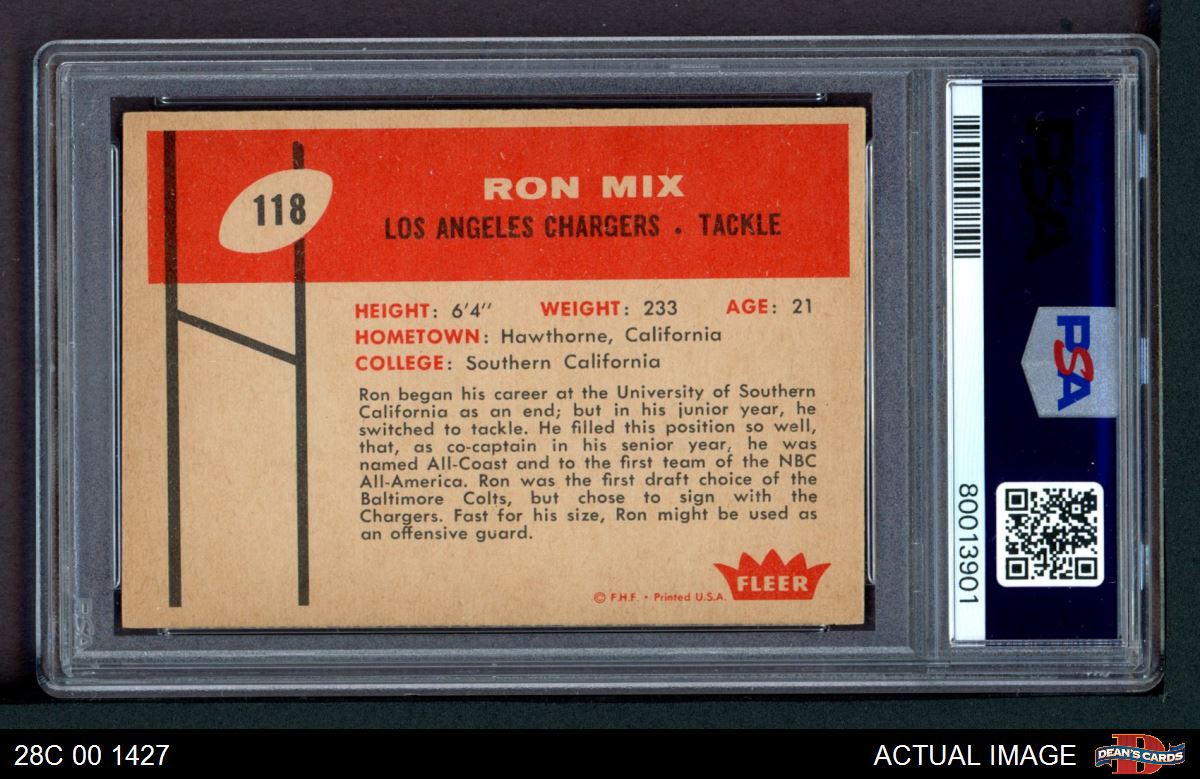 118
RON MIX
LOS ANGELES CHARGERS . TACKLE
HEIGHT: 6'4" WEIGHT: 233 AGE: 21
HOMETOWN: Hawthorne, California
COLLEGE: Southern California
Ron began his career at the University of Southern
California as an end; but in his junior year, he
switched to tackle. He filled this position so well,
that, as co-captain in his senior year, he was
named All-Coast and to the first team of the NBC
All-America. Ron was the first draft choice of the
Baltimore Colts, but chose to sign with the
Chargers. Fast for his size, Ron might be used as
an offensive guard.
© F.H.F. • Printed U.S.A.
FLEER
PSA
PSA
PSA
80013901
28C 00 1427
ACTUAL IMAGE
D
DEAN'S CARDS